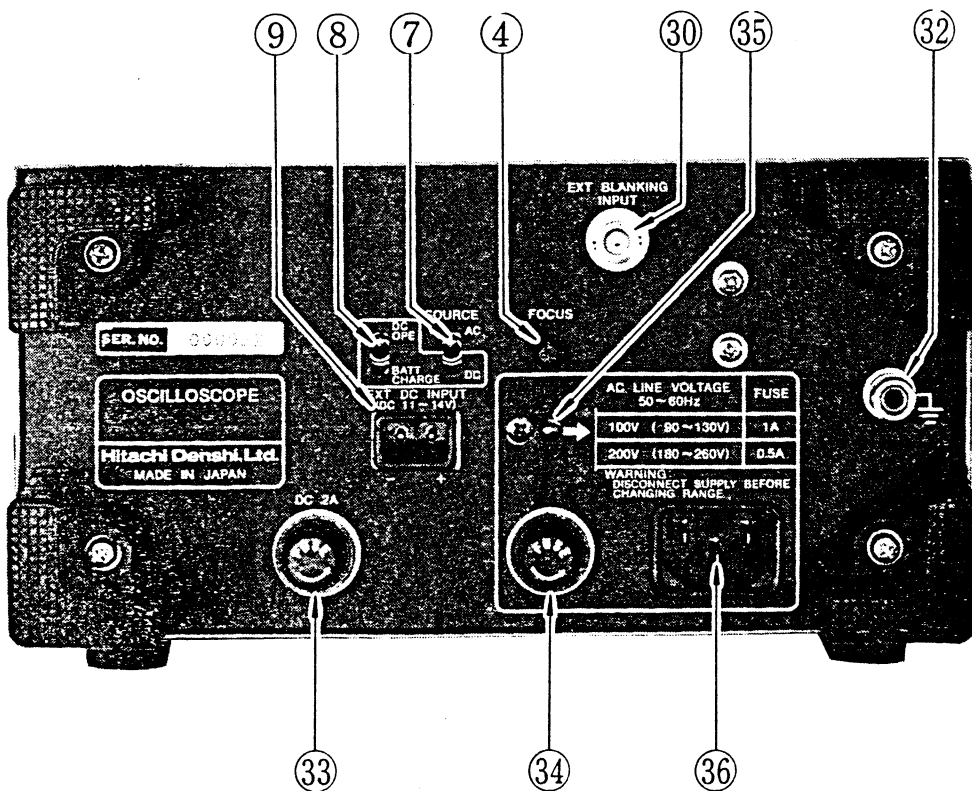 ⑨ ⑧ ⑦ ④ ㉚ ㉟ ㉜
EXT BLANKING
INPUT
SOURCE
AC
DC
DC
OPE
BATT
CHARGE
FOCUS
SER.NO.
EXT DC INPUT
(DC 11~14V)
- +
OSCILLOSCOPE
Hitachi Denshi, Ltd.
MADE IN JAPAN
AC. LINE VOLTAGE
50~60Hz
FUSE
100V (90~130V) 1A
200V (180~260V) 0.5A
WARNING:
DISCONNECT SUPPLY BEFORE
CHANGING RANGE.
DC 2A
㉝ ㉞ ㊱